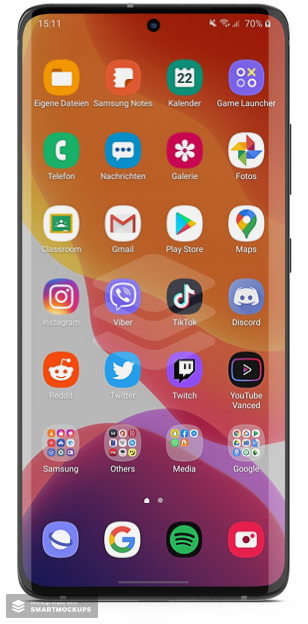 15:11
70%
Eigene Dateien Samsung Notes Kalender Game Launcher
22
Telefon Nachrichten Galerie Fotos
Classroom Gmail Play Store Maps
Instagram Viber TikTok Discord
Reddit Twitter Twitch YouTube
Vanced
Samsung Others Media Google
SMARTMOCKUPS